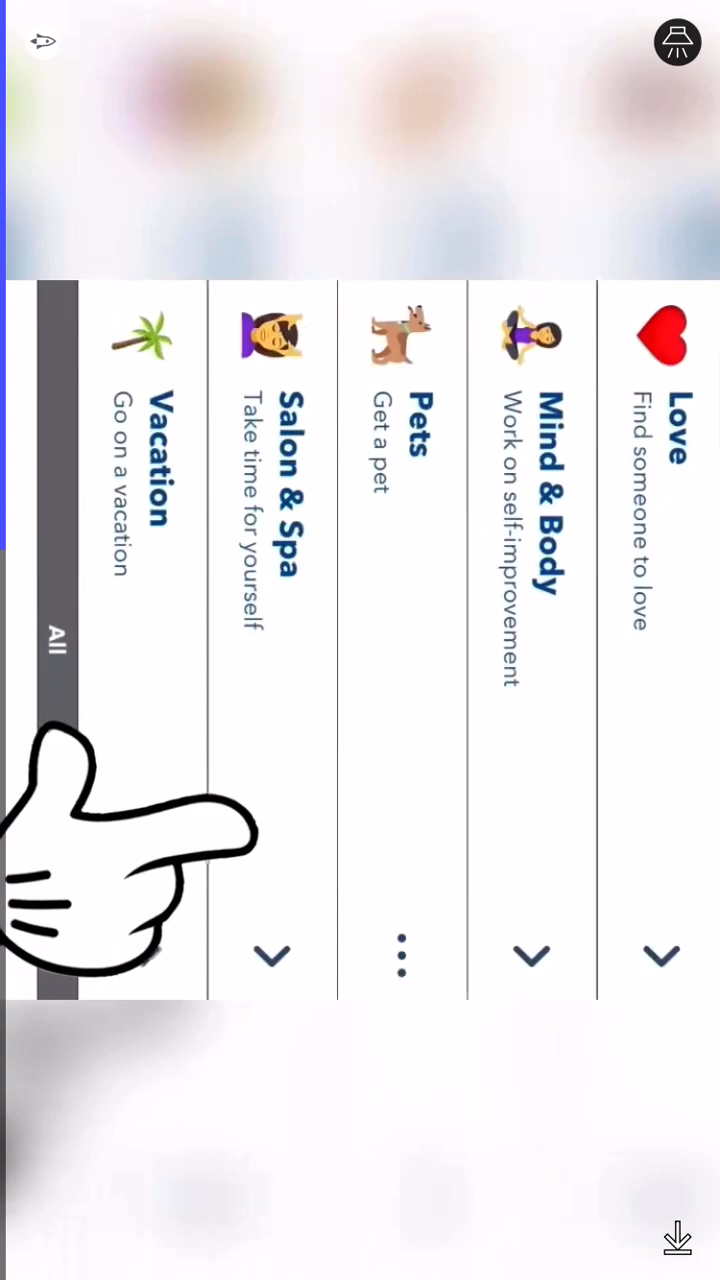 Love
Find someone to love
Mind & Body
Work on self-improvement
Pets
Get a pet
Salon & Spa
Take time for yourself
Vacation
Go on a vacation
All